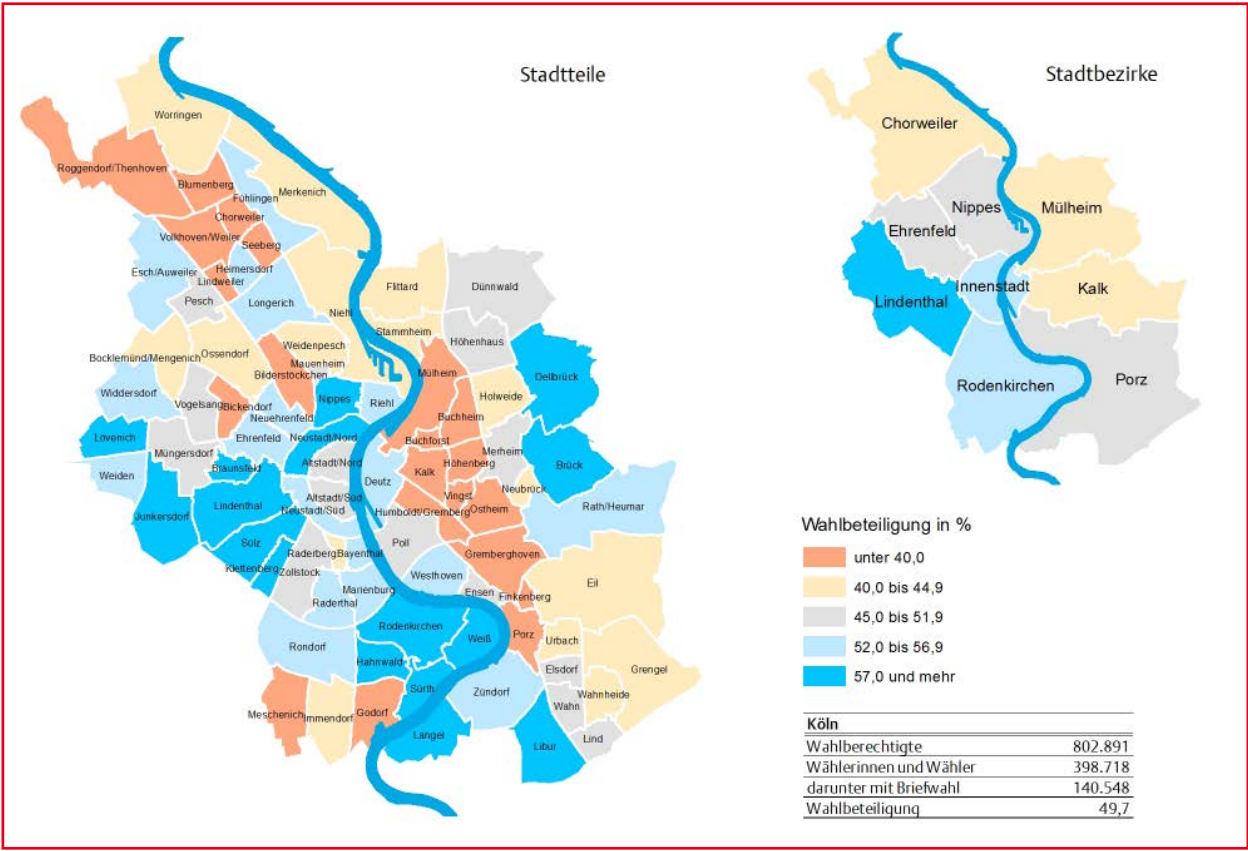 Stadtteile
Worringen
Roggendorf/Thenhoven
Blumenberg
Fühlingen
Merkenich
Chorweiler
Volkhoven/Weiler
Seeberg
Esch/Auweiler
Heimersdorf
Lindweiler
Pesch
Longerich
Niehl
Flittard
Dünnwald
Stammheim
Höhenhaus
Weidenpesch
Ossendorf
Bocklemünd/Mengenich
Mauenheim
Bilderstöckchen
Mülheim
Dellbrück
Widdersdorf
Vogelsang
Bickendorf
Nippes
Riehl
Holweide
Neuehrenfeld
Buchheim
Lövenich
Ehrenfeld
Neustadt/Nord
Buchforst
Müngersdorf
Merheim
Braunsfeld
Altstadt/Nord
Höhenberg
Brück
Weiden
Kalk
Deutz
Neubrück
Lindenthal
Altstadt/Süd
Vingst
Rath/Heumar
Junkersdorf
Neustadt/Süd
Humboldt/Gremberg
Ostheim
Sülz
Poll
Raderberg
Bayenthal
Gremberghoven
Klettenberg
Zollstock
Westhoven
Eil
Marienburg
Ensen
Raderthal
Finkenberg
Rodenkirchen
Weiß
Porz
Rondorf
Urbach
Hahnwald
Elsdorf
Grengel
Sürth
Zündorf
Wahnheide
Wahn
Meschenich
Immendorf
Godorf
Langel
Libur
Lind
Stadtbezirke
Chorweiler
Nippes
Mülheim
Ehrenfeld
Innenstadt
Kalk
Lindenthal
Rodenkirchen
Porz
Wahlbeteiligung in %
unter 40,0
40,0 bis 44,9
45,0 bis 51,9
52,0 bis 56,9
57,0 und mehr
Köln
Wahlberechtigte 802.891
Wählerinnen und Wähler 398.718
darunter mit Briefwahl 140.548
Wahlbeteiligung 49,7